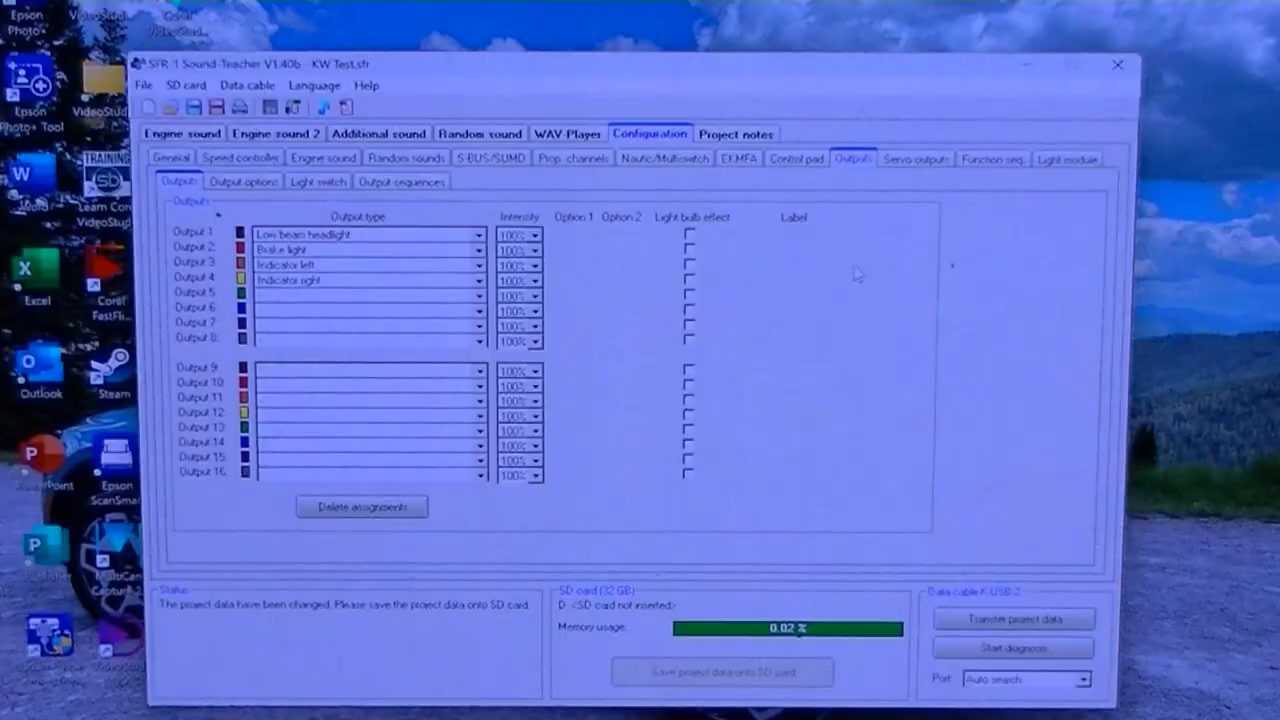 Epson
Photo+
VideoStudi...
Corel
VideoStud...
Epson
Photo+ Tool
VideoStudi
W
Word
TRAINING
Learn Cor
VideoStud
Excel
Corel
FastFli...
Outlook
Steam
PowerPoint
Epson
ScanSma
Publisher
MultiCam
Capture 2
SFR-1 Sound-Teacher V1.40b KW Test.sfr
File SD card Data cable Language Help
Engine sound Engine sound 2 Additional sound Random sound WAV-Player Configuration Project notes
General Speed controller Engine sound Random sounds S-BUS/SUMD Prop. channels Nautic/Multiswitch EKMFA Control pad Outputs Servo outputs Function seq. Light module
Outputs Output options Light switch Output sequences
Outputs
Output type Intensity Option 1 Option 2 Light bulb effect Label
Output 1: Low beam headlight 100%
Output 2: Brake light 100%
Output 3: Indicator left 100%
Output 4: Indicator right 100%
Output 5: 100%
Output 6: 100%
Output 7: 100%
Output 8: 100%
Output 9: 100%
Output 10: 100%
Output 11: 100%
Output 12: 100%
Output 13: 100%
Output 14: 100%
Output 15: 100%
Output 16: 100%
Delete assignments
Status
The project data have been changed. Please save the project data onto SD card.
SD card (32 GB)
D: <SD card not inserted>
Memory usage: 0.02 %
Save project data onto SD card
Data cable K-USB-2
Transfer project data
Start diagnosis...
Port: Auto search